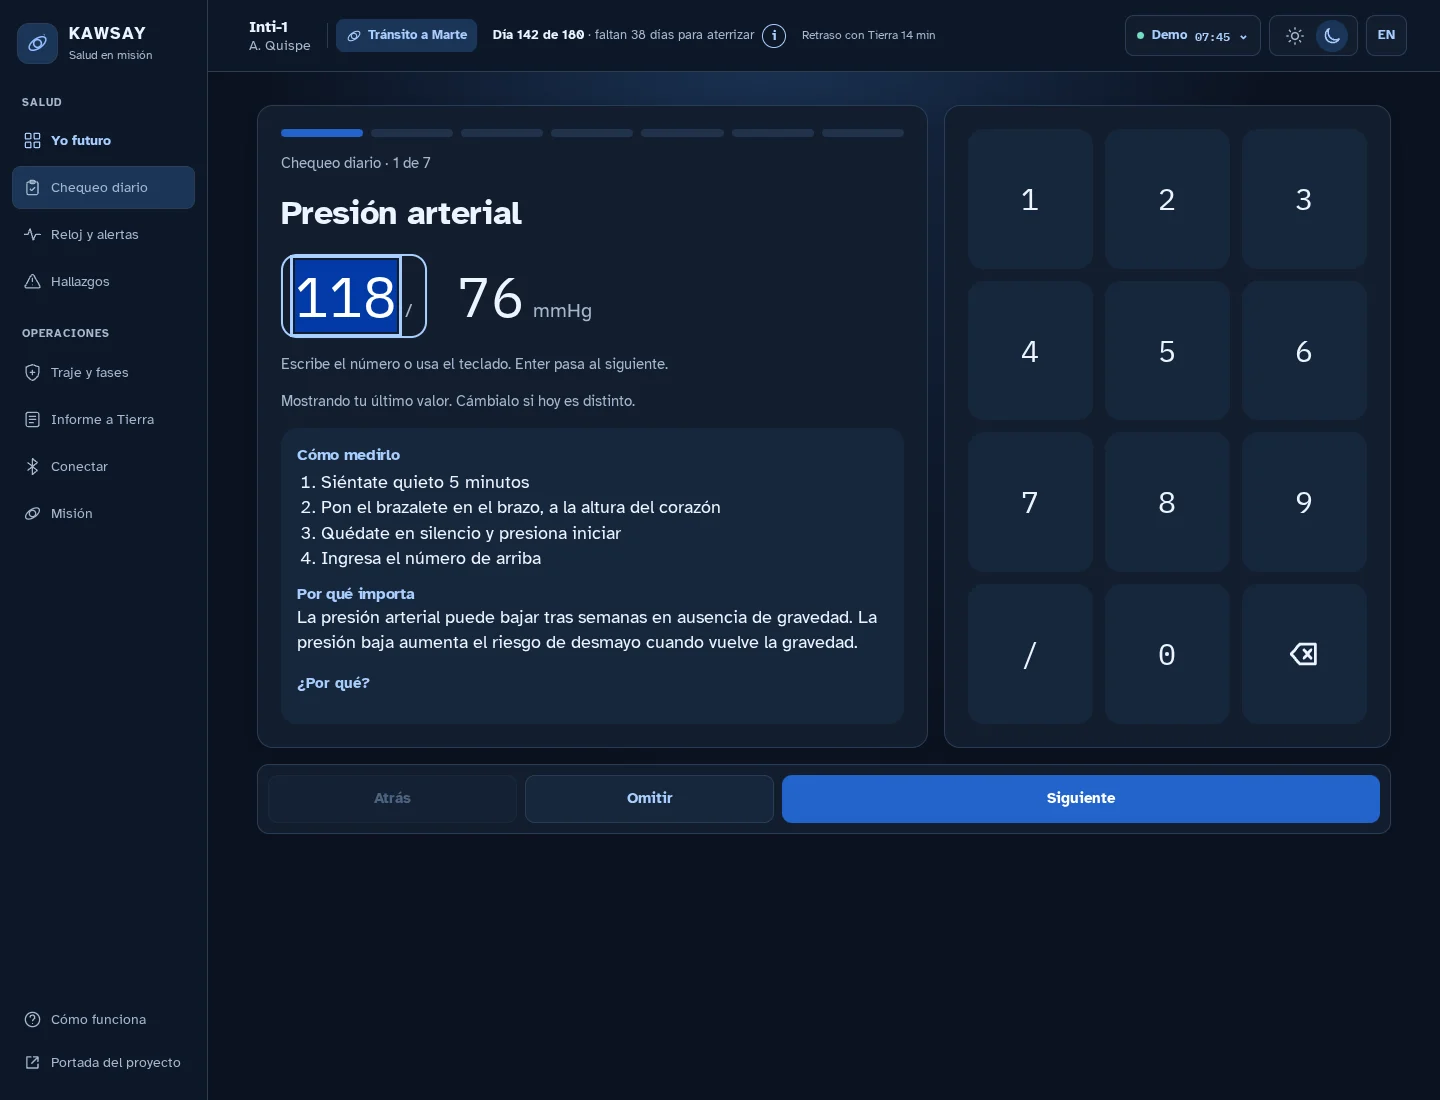 KAWSAY
Salud en misión
SALUD
Yo futuro
Chequeo diario
Reloj y alertas
Hallazgos
OPERACIONES
Traje y fases
Informe a Tierra
Conectar
Misión
Cómo funciona
Portada del proyecto
Inti-1
A. Quispe
Tránsito a Marte
Día 142 de 180 · faltan 38 días para aterrizar
i
Retraso con Tierra 14 min
Demo 07:45
EN
Chequeo diario · 1 de 7
Presión arterial
118 / 76 mmHg
Escribe el número o usa el teclado. Enter pasa al siguiente.
Mostrando tu último valor. Cámbialo si hoy es distinto.
Cómo medirlo
1. Siéntate quieto 5 minutos
2. Pon el brazalete en el brazo, a la altura del corazón
3. Quédate en silencio y presiona iniciar
4. Ingresa el número de arriba
Por qué importa
La presión arterial puede bajar tras semanas en ausencia de gravedad. La
presión baja aumenta el riesgo de desmayo cuando vuelve la gravedad.
¿Por qué?
1 2 3
4 5 6
7 8 9
/ 0
Atrás
Omitir
Siguiente